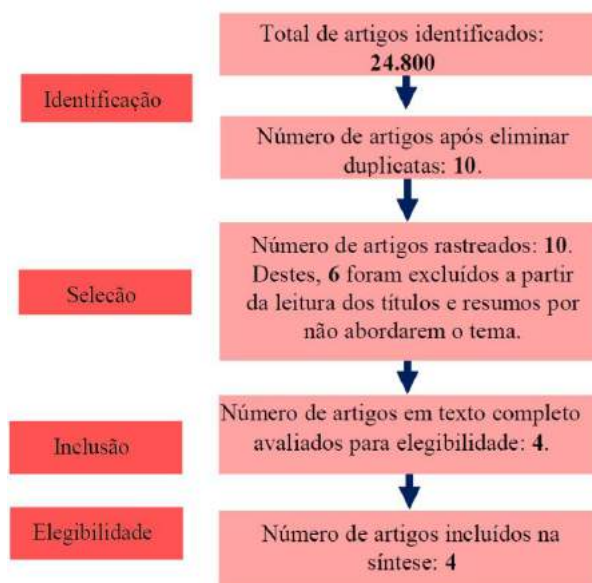 Total de artigos identificados:
24.800
Identificação
Número de artigos após eliminar
duplicatas: 10.
Número de artigos rastreados: 10.
Destes, 6 foram excluídos a partir
da leitura dos títulos e resumos por
não abordarem o tema.
Selecão
Número de artigos em texto completo
avaliados para elegibilidade: 4.
Inclusão
Elegibilidade
Número de artigos incluídos na
síntese: 4